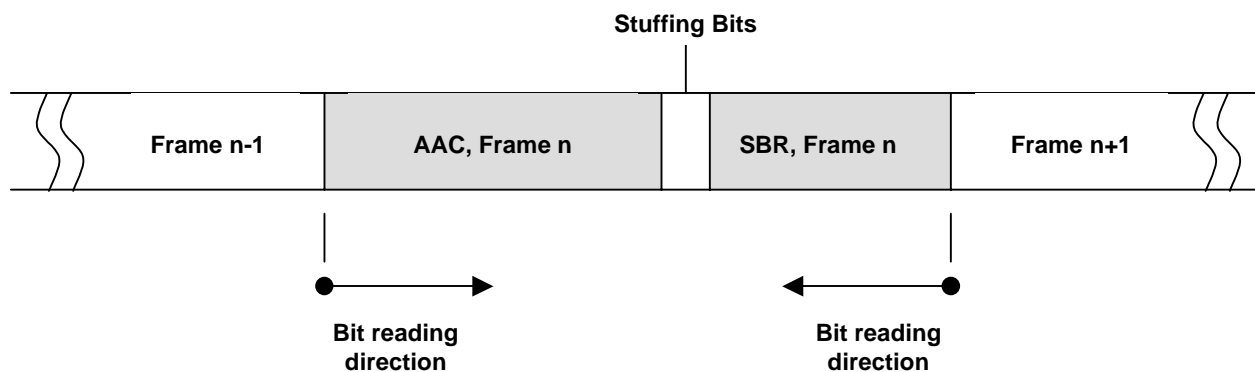 Stuffing Bits
Frame n-1
AAC, Frame n
SBR, Frame n
Frame n+1
Bit reading
direction
Bit reading
direction